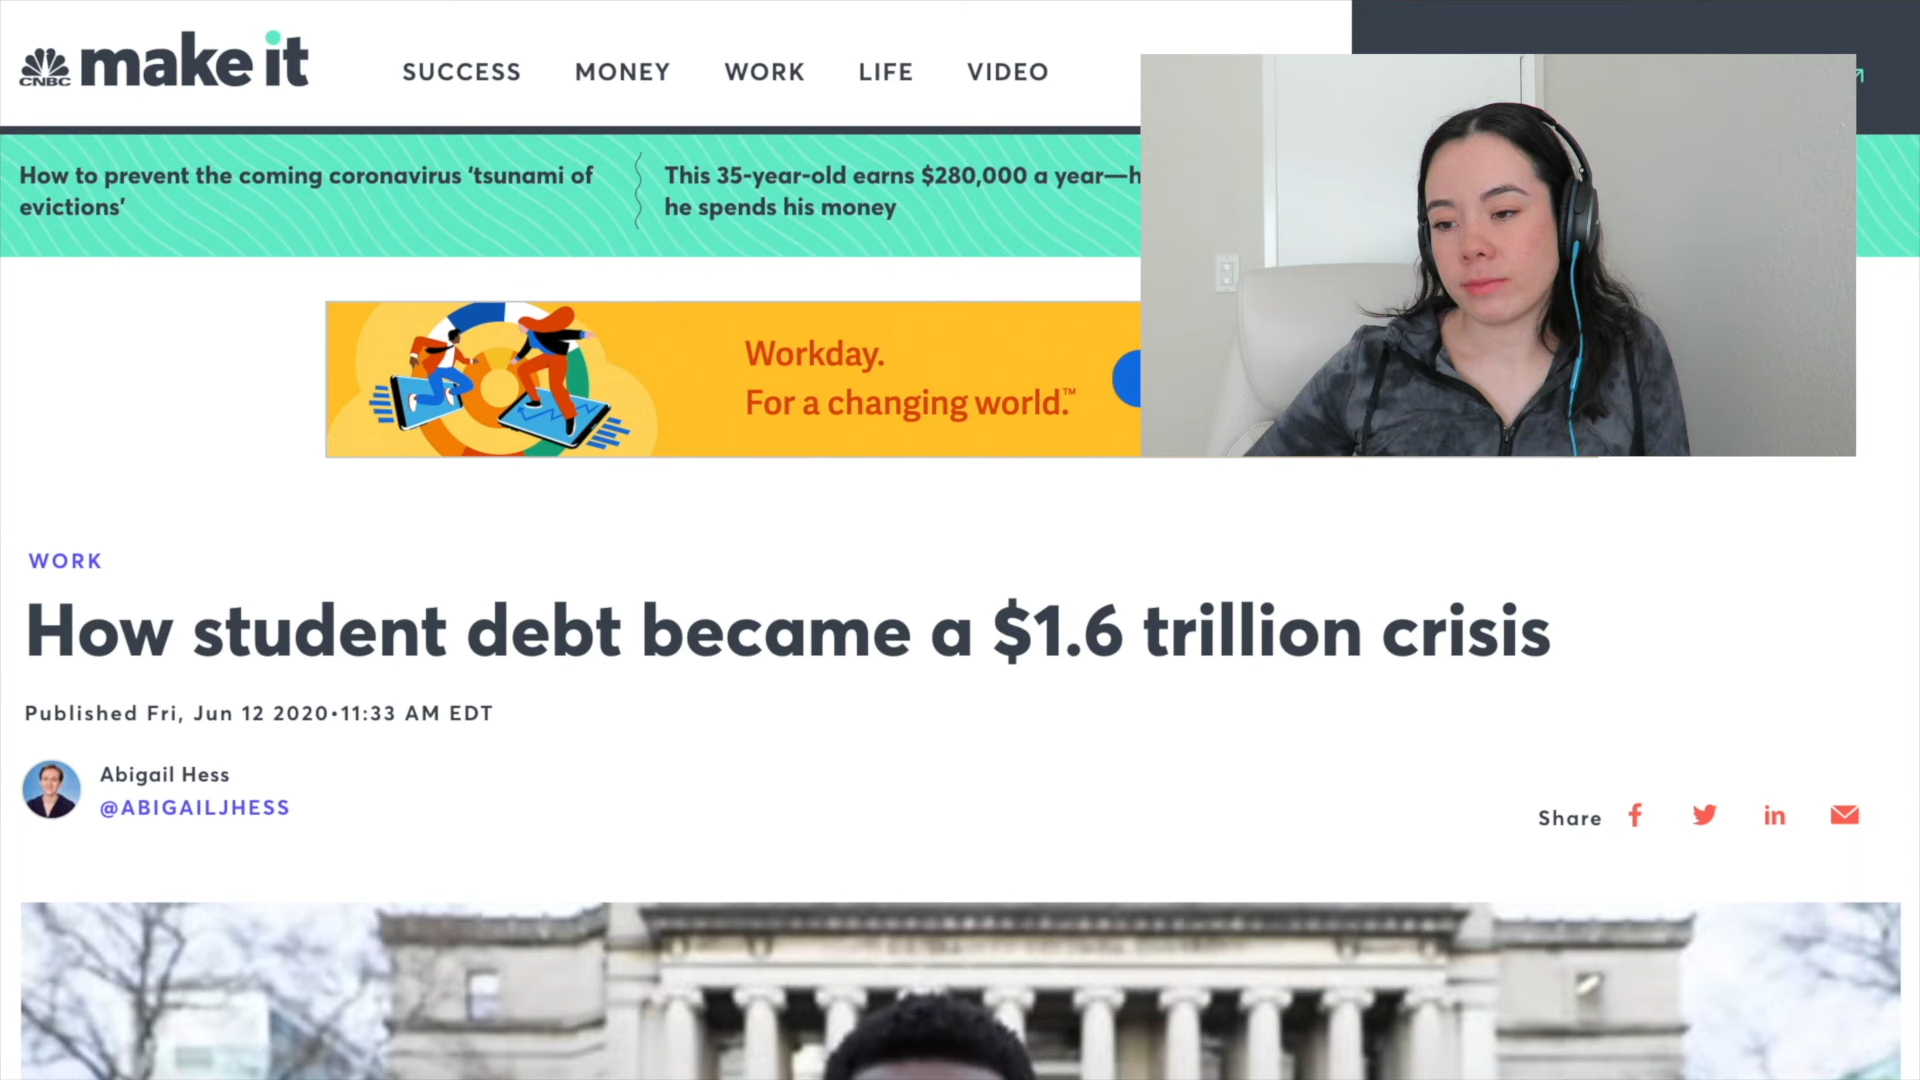 CNBC
make it
SUCCESS MONEY WORK LIFE VIDEO
How to prevent the coming coronavirus ‘tsunami of
evictions’
This 35-year-old earns $280,000 a year—h
he spends his money
Workday.
For a changing world.™
WORK
How student debt became a $1.6 trillion crisis
Published Fri, Jun 12 2020•11:33 AM EDT
Abigail Hess
@ABIGAILJHESS
Share